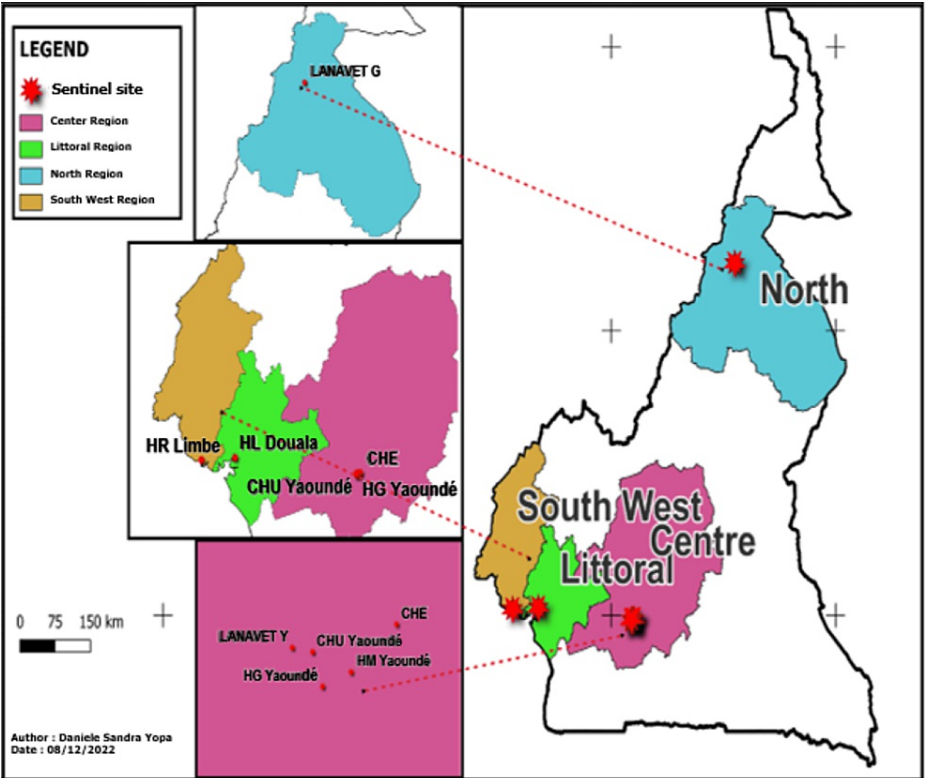 LEGEND
Sentinel site
Center Region
Littoral Region
North Region
South West Region
LANAVET G
HR Limbe
HL Douala
CHE
CHU Yaoundé
HG Yaoundé
CHE
LANAVET Y
CHU Yaoundé
HM Yaoundé
HG Yaoundé
North
South West
Centre
Littoral
0 75 150 km
Author : Daniele Sandra Yopa
Date : 08/12/2022